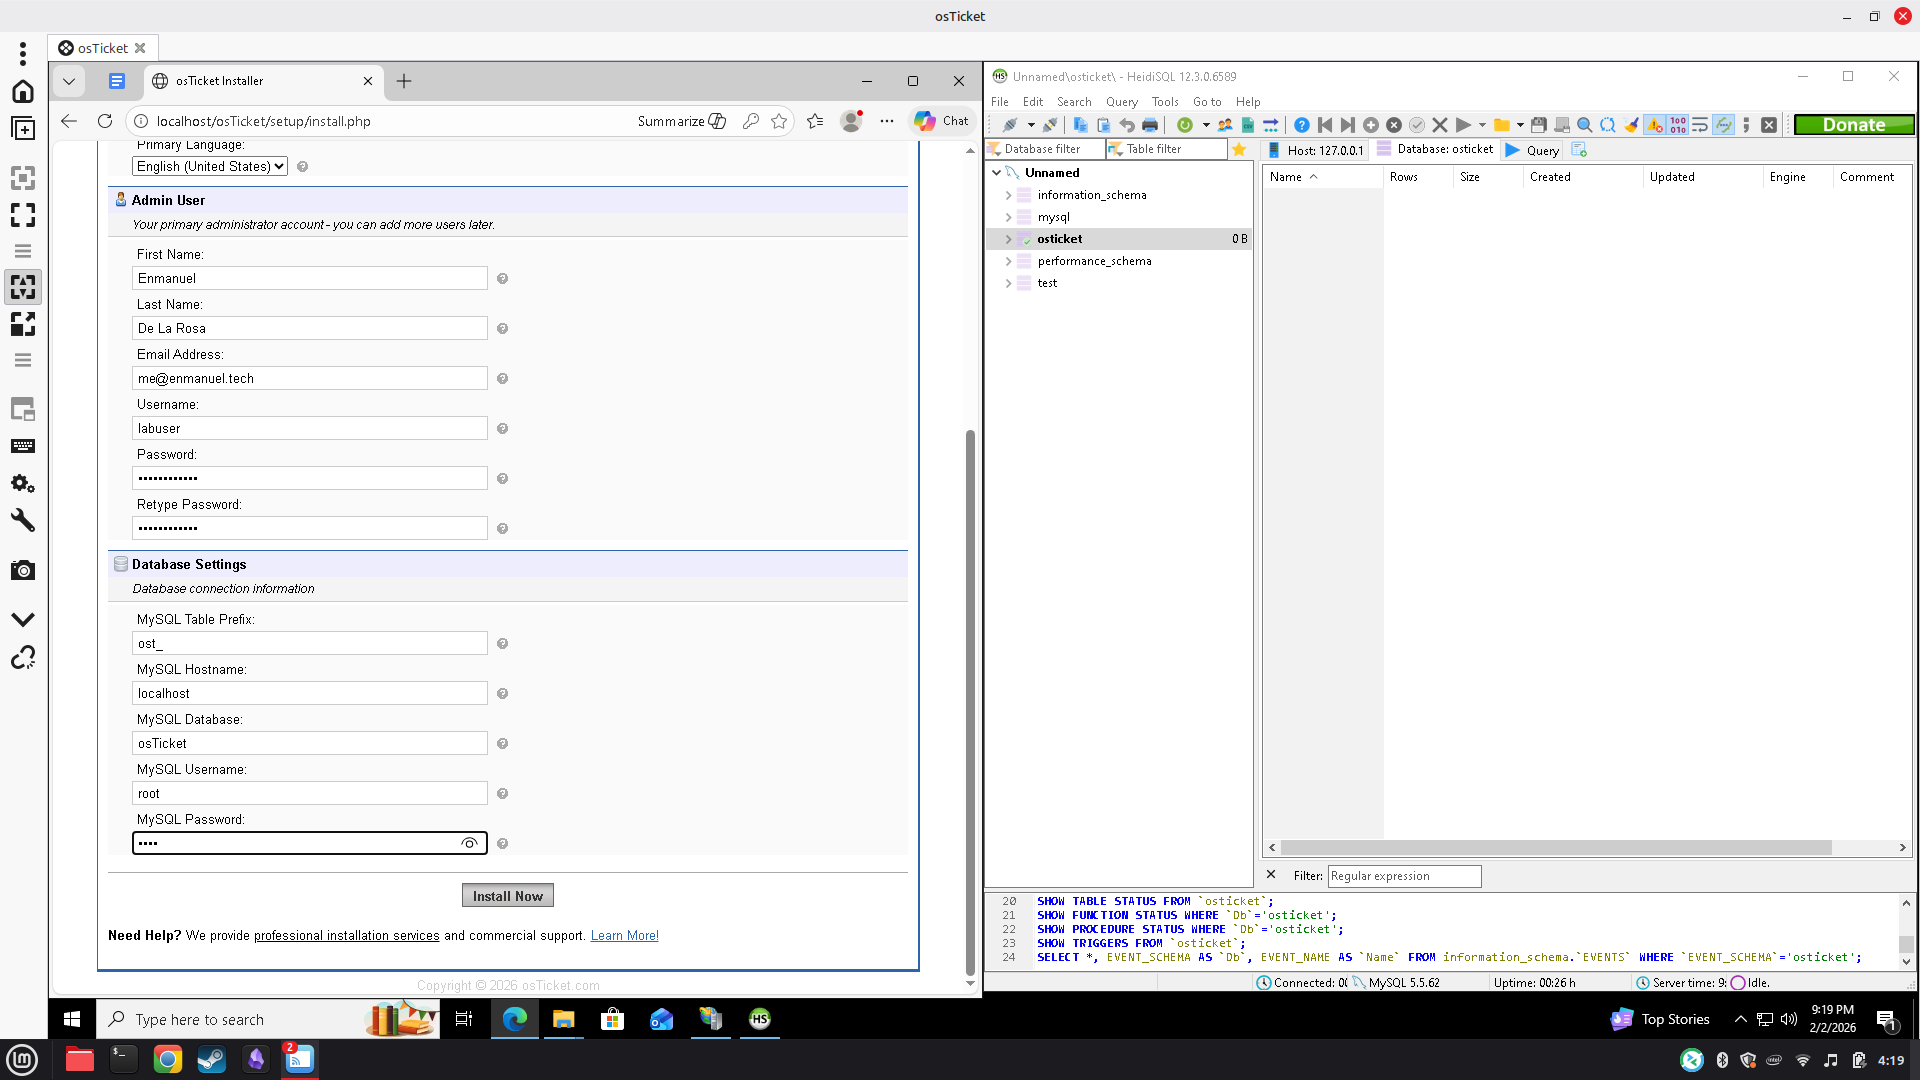 osTicket
osTicket
osTicket Installer
localhost/osTicket/setup/install.php
Summarize
Chat
Primary Language:
English (United States)
Admin User
Your primary administrator account - you can add more users later.
First Name:
Enmanuel
Last Name:
De La Rosa
Email Address:
me@enmanuel.tech
Username:
labuser
Password:
••••••••••••
Retype Password:
••••••••••••
Database Settings
Database connection information
MySQL Table Prefix:
ost_
MySQL Hostname:
localhost
MySQL Database:
osTicket
MySQL Username:
root
MySQL Password:
••••
Install Now
Need Help? We provide professional installation services and commercial support. Learn More!
Copyright © 2026 osTicket.com
Unnamed\osticket\ - HeidiSQL 12.3.0.6589
File Edit Search Query Tools Go to Help
Donate
Database filter
Table filter
Host: 127.0.0.1
Database: osticket
Query
Unnamed
information_schema
mysql
osticket 0 B
performance_schema
test
Name Rows Size Created Updated Engine Comment
Filter: Regular expression
20 SHOW TABLE STATUS FROM `osticket`;
21 SHOW FUNCTION STATUS WHERE `Db`='osticket';
22 SHOW PROCEDURE STATUS WHERE `Db`='osticket';
23 SHOW TRIGGERS FROM `osticket`;
24 SELECT *, EVENT_SCHEMA AS `Db`, EVENT_NAME AS `Name` FROM information_schema.`EVENTS` WHERE `EVENT_SCHEMA`='osticket';
Connected: 00
MySQL 5.5.62
Uptime: 00:26 h
Server time: 9:
Idle.
Type here to search
HS
Top Stories
9:19 PM
2/2/2026
1
2
4:19